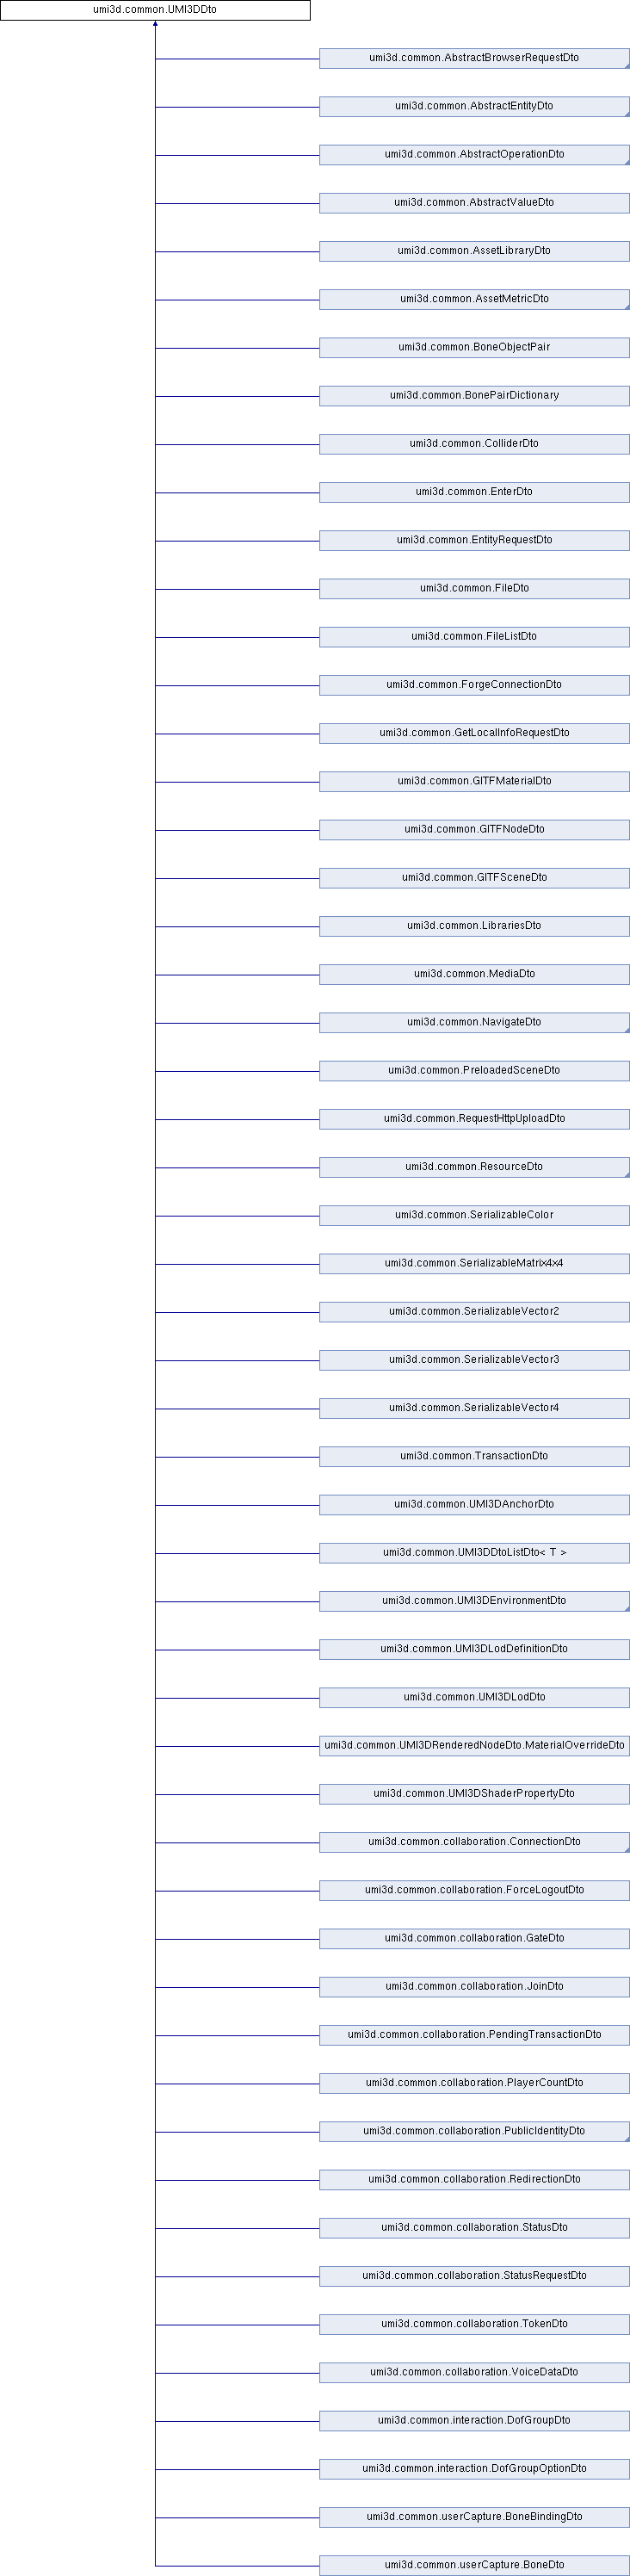 umi3d.common.UMI3DDto
umi3d.common.AbstractBrowserRequestDto
umi3d.common.AbstractEntityDto
umi3d.common.AbstractOperationDto
umi3d.common.AbstractValueDto
umi3d.common.AssetLibraryDto
umi3d.common.AssetMetricDto
umi3d.common.BoneObjectPair
umi3d.common.BonePairDictionary
umi3d.common.ColliderDto
umi3d.common.EnterDto
umi3d.common.EntityRequestDto
umi3d.common.FileDto
umi3d.common.FileListDto
umi3d.common.ForgeConnectionDto
umi3d.common.GetLocalInfoRequestDto
umi3d.common.GlTFMaterialDto
umi3d.common.GlTFNodeDto
umi3d.common.GlTFSceneDto
umi3d.common.LibrariesDto
umi3d.common.MediaDto
umi3d.common.NavigateDto
umi3d.common.PreloadedSceneDto
umi3d.common.RequestHttpUploadDto
umi3d.common.ResourceDto
umi3d.common.SerializableColor
umi3d.common.SerializableMatrix4x4
umi3d.common.SerializableVector2
umi3d.common.SerializableVector3
umi3d.common.SerializableVector4
umi3d.common.TransactionDto
umi3d.common.UMI3DAnchorDto
umi3d.common.UMI3DDtoListDto< T >
umi3d.common.UMI3DEnvironmentDto
umi3d.common.UMI3DLodDefinitionDto
umi3d.common.UMI3DLodDto
umi3d.common.UMI3DRenderedNodeDto.MaterialOverrideDto
umi3d.common.UMI3DShaderPropertyDto
umi3d.common.collaboration.ConnectionDto
umi3d.common.collaboration.ForceLogoutDto
umi3d.common.collaboration.GateDto
umi3d.common.collaboration.JoinDto
umi3d.common.collaboration.PendingTransactionDto
umi3d.common.collaboration.PlayerCountDto
umi3d.common.collaboration.PublicIdentityDto
umi3d.common.collaboration.RedirectionDto
umi3d.common.collaboration.StatusDto
umi3d.common.collaboration.StatusRequestDto
umi3d.common.collaboration.TokenDto
umi3d.common.collaboration.VoiceDataDto
umi3d.common.interaction.DofGroupDto
umi3d.common.interaction.DofGroupOptionDto
umi3d.common.userCapture.BoneBindingDto
umi3d.common.userCapture.BoneDto